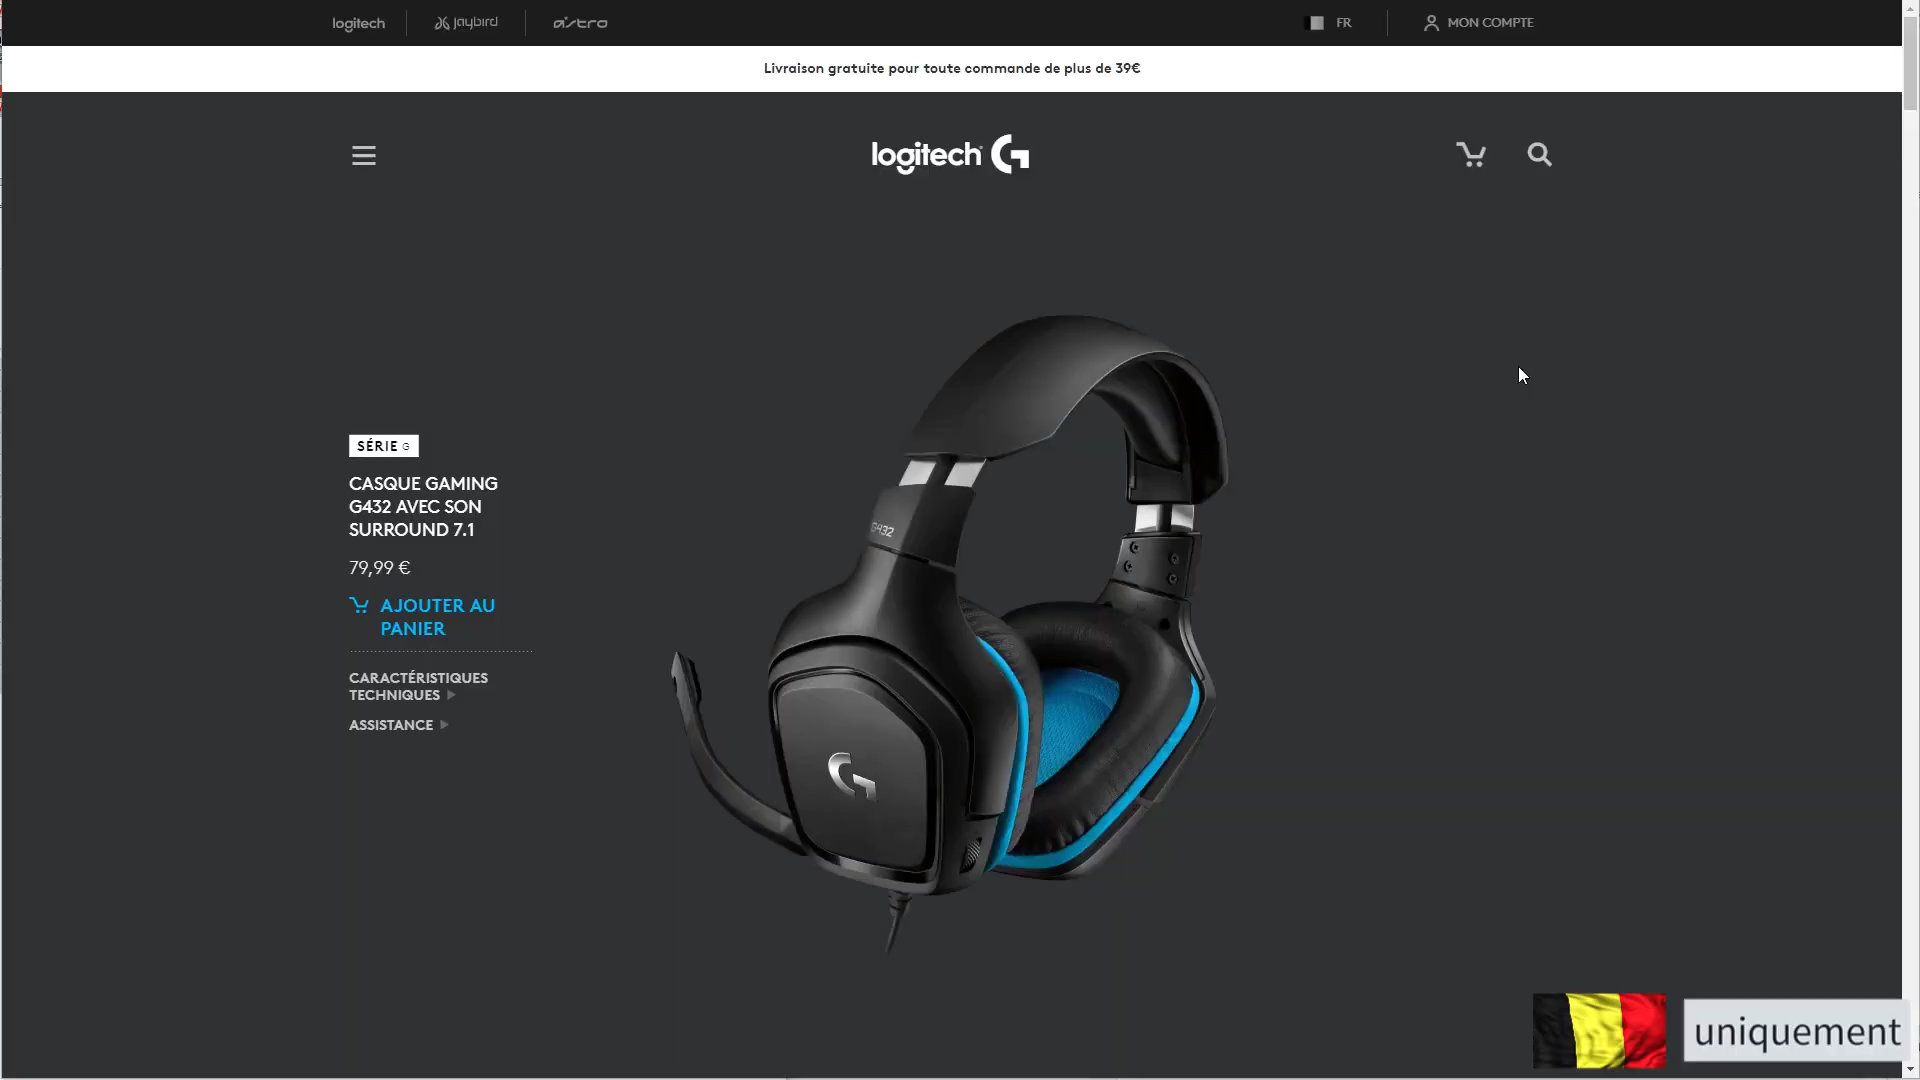 logitech
jaybird
astro
FR
MON COMPTE
Livraison gratuite pour toute commande de plus de 39€
logitech G
SÉRIE G
CASQUE GAMING
G432 AVEC SON
SURROUND 7.1
79,99 €
AJOUTER AU
PANIER
CARACTÉRISTIQUES
TECHNIQUES
ASSISTANCE
G432
G
uniquement